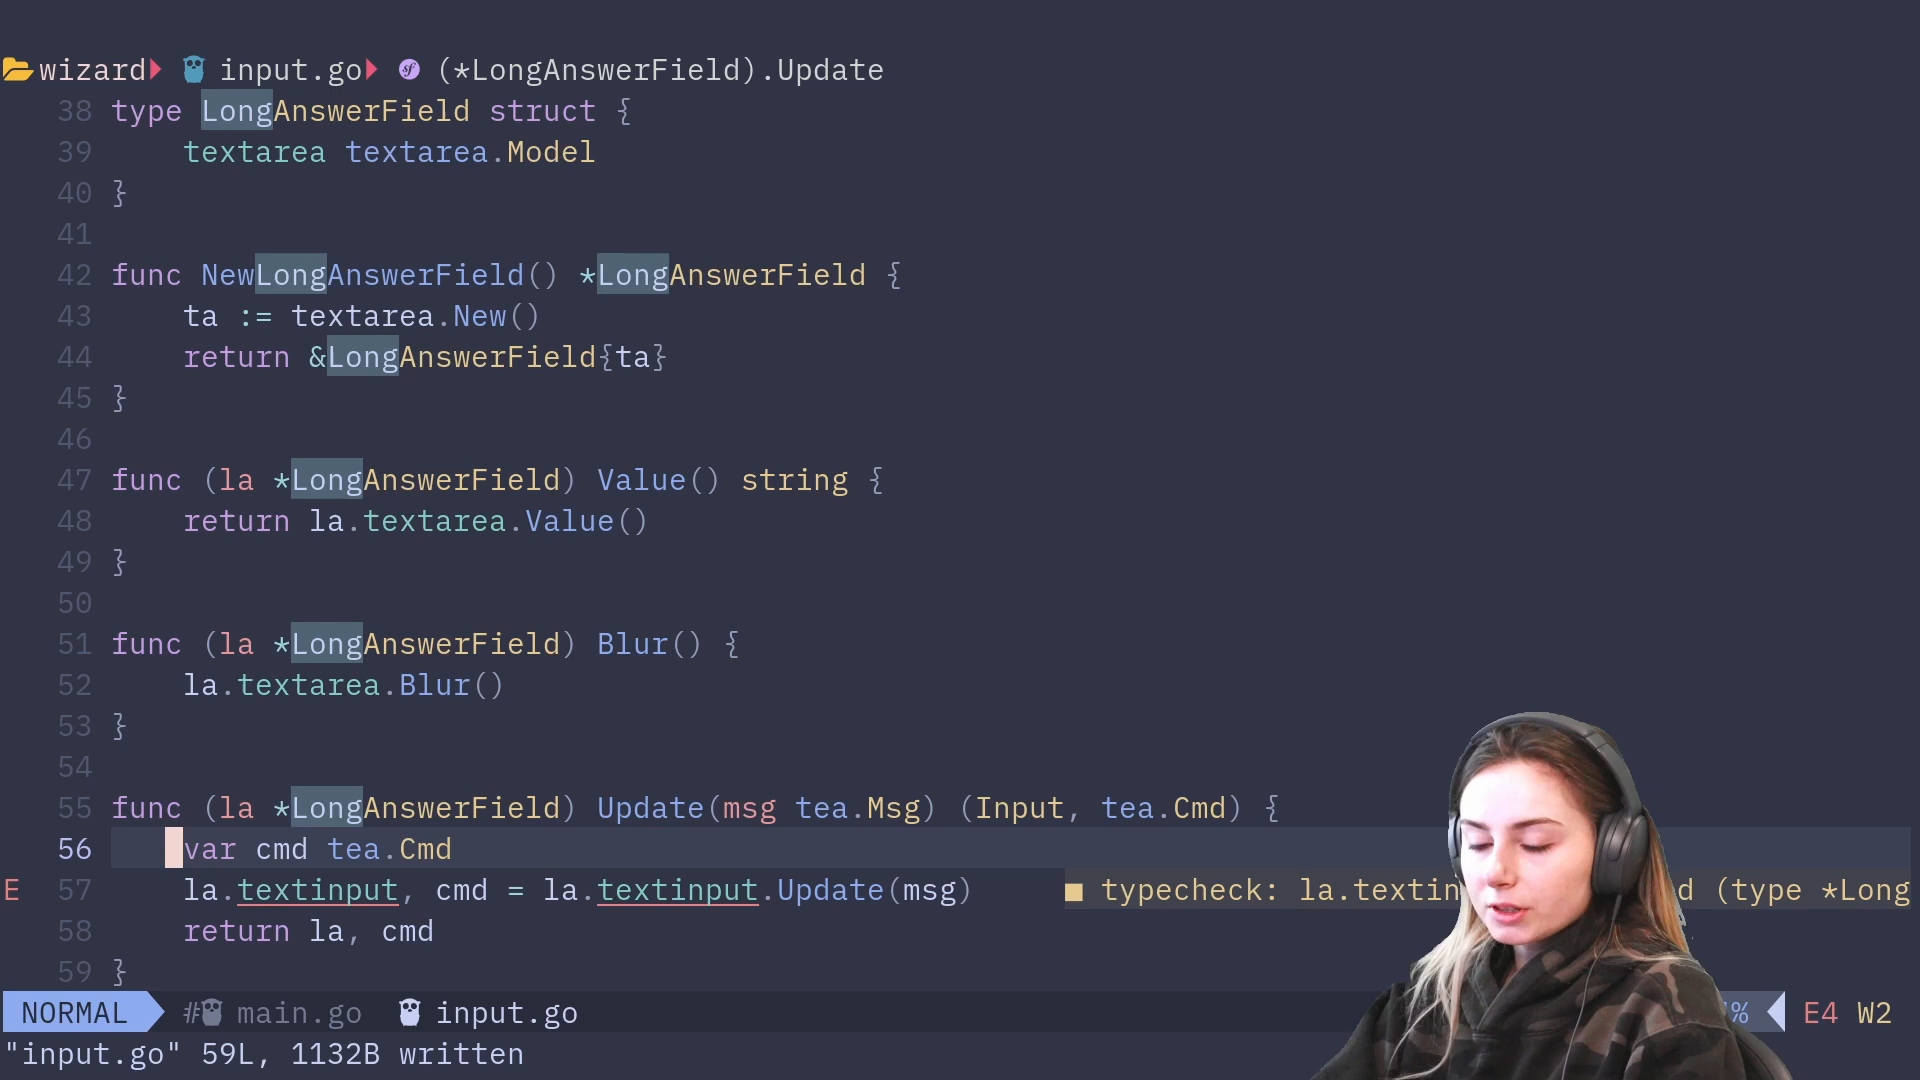 wizard input.go (*LongAnswerField).Update
38 type LongAnswerField struct {
39 textarea textarea.Model
40 }
41
42 func NewLongAnswerField() *LongAnswerField {
43 ta := textarea.New()
44 return &LongAnswerField{ta}
45 }
46
47 func (la *LongAnswerField) Value() string {
48 return la.textarea.Value()
49 }
50
51 func (la *LongAnswerField) Blur() {
52 la.textarea.Blur()
53 }
54
55 func (la *LongAnswerField) Update(msg tea.Msg) (Input, tea.Cmd) {
56 var cmd tea.Cmd
E 57 la.textinput, cmd = la.textinput.Update(msg) ■ typecheck: la.textin d (type *Long
58 return la, cmd
59 }
NORMAL # main.go input.go % E4 W2
"input.go" 59L, 1132B written